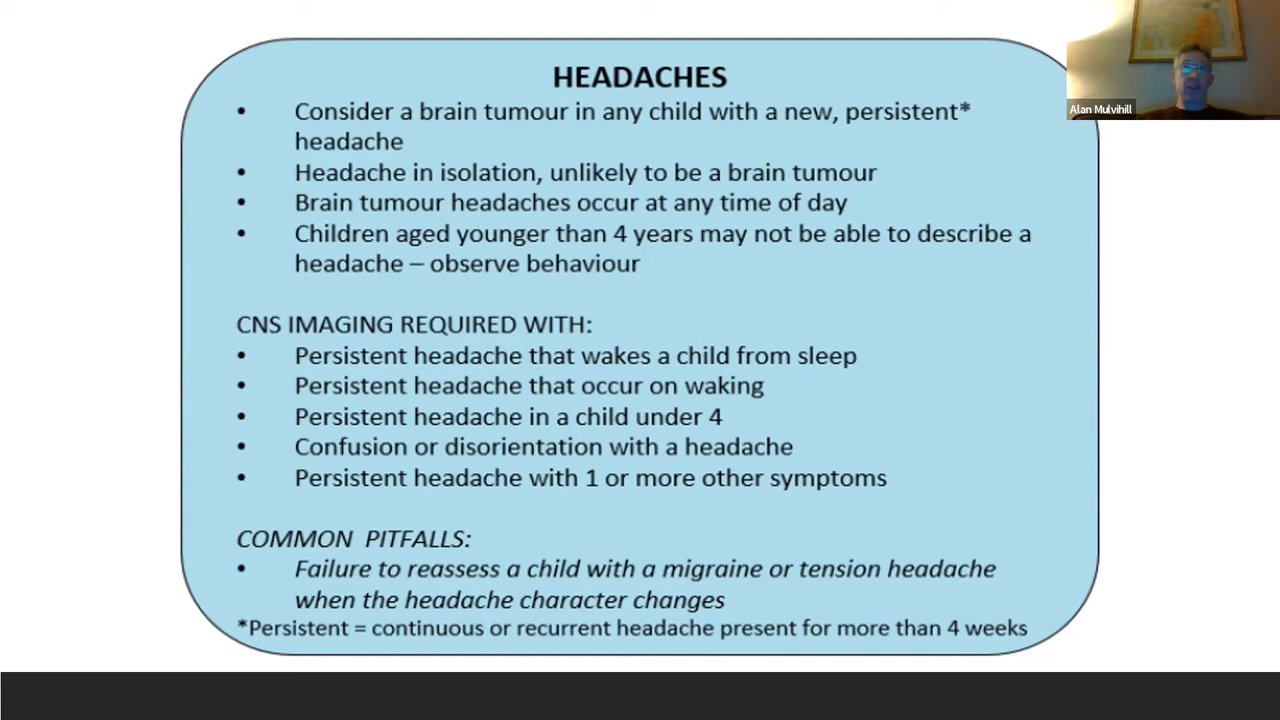 HEADACHES
• Consider a brain tumour in any child with a new, persistent*
headache
• Headache in isolation, unlikely to be a brain tumour
• Brain tumour headaches occur at any time of day
• Children aged younger than 4 years may not be able to describe a
headache – observe behaviour
CNS IMAGING REQUIRED WITH:
• Persistent headache that wakes a child from sleep
• Persistent headache that occur on waking
• Persistent headache in a child under 4
• Confusion or disorientation with a headache
• Persistent headache with 1 or more other symptoms
COMMON PITFALLS:
• Failure to reassess a child with a migraine or tension headache
when the headache character changes
*Persistent = continuous or recurrent headache present for more than 4 weeks
Alan Mulvihill